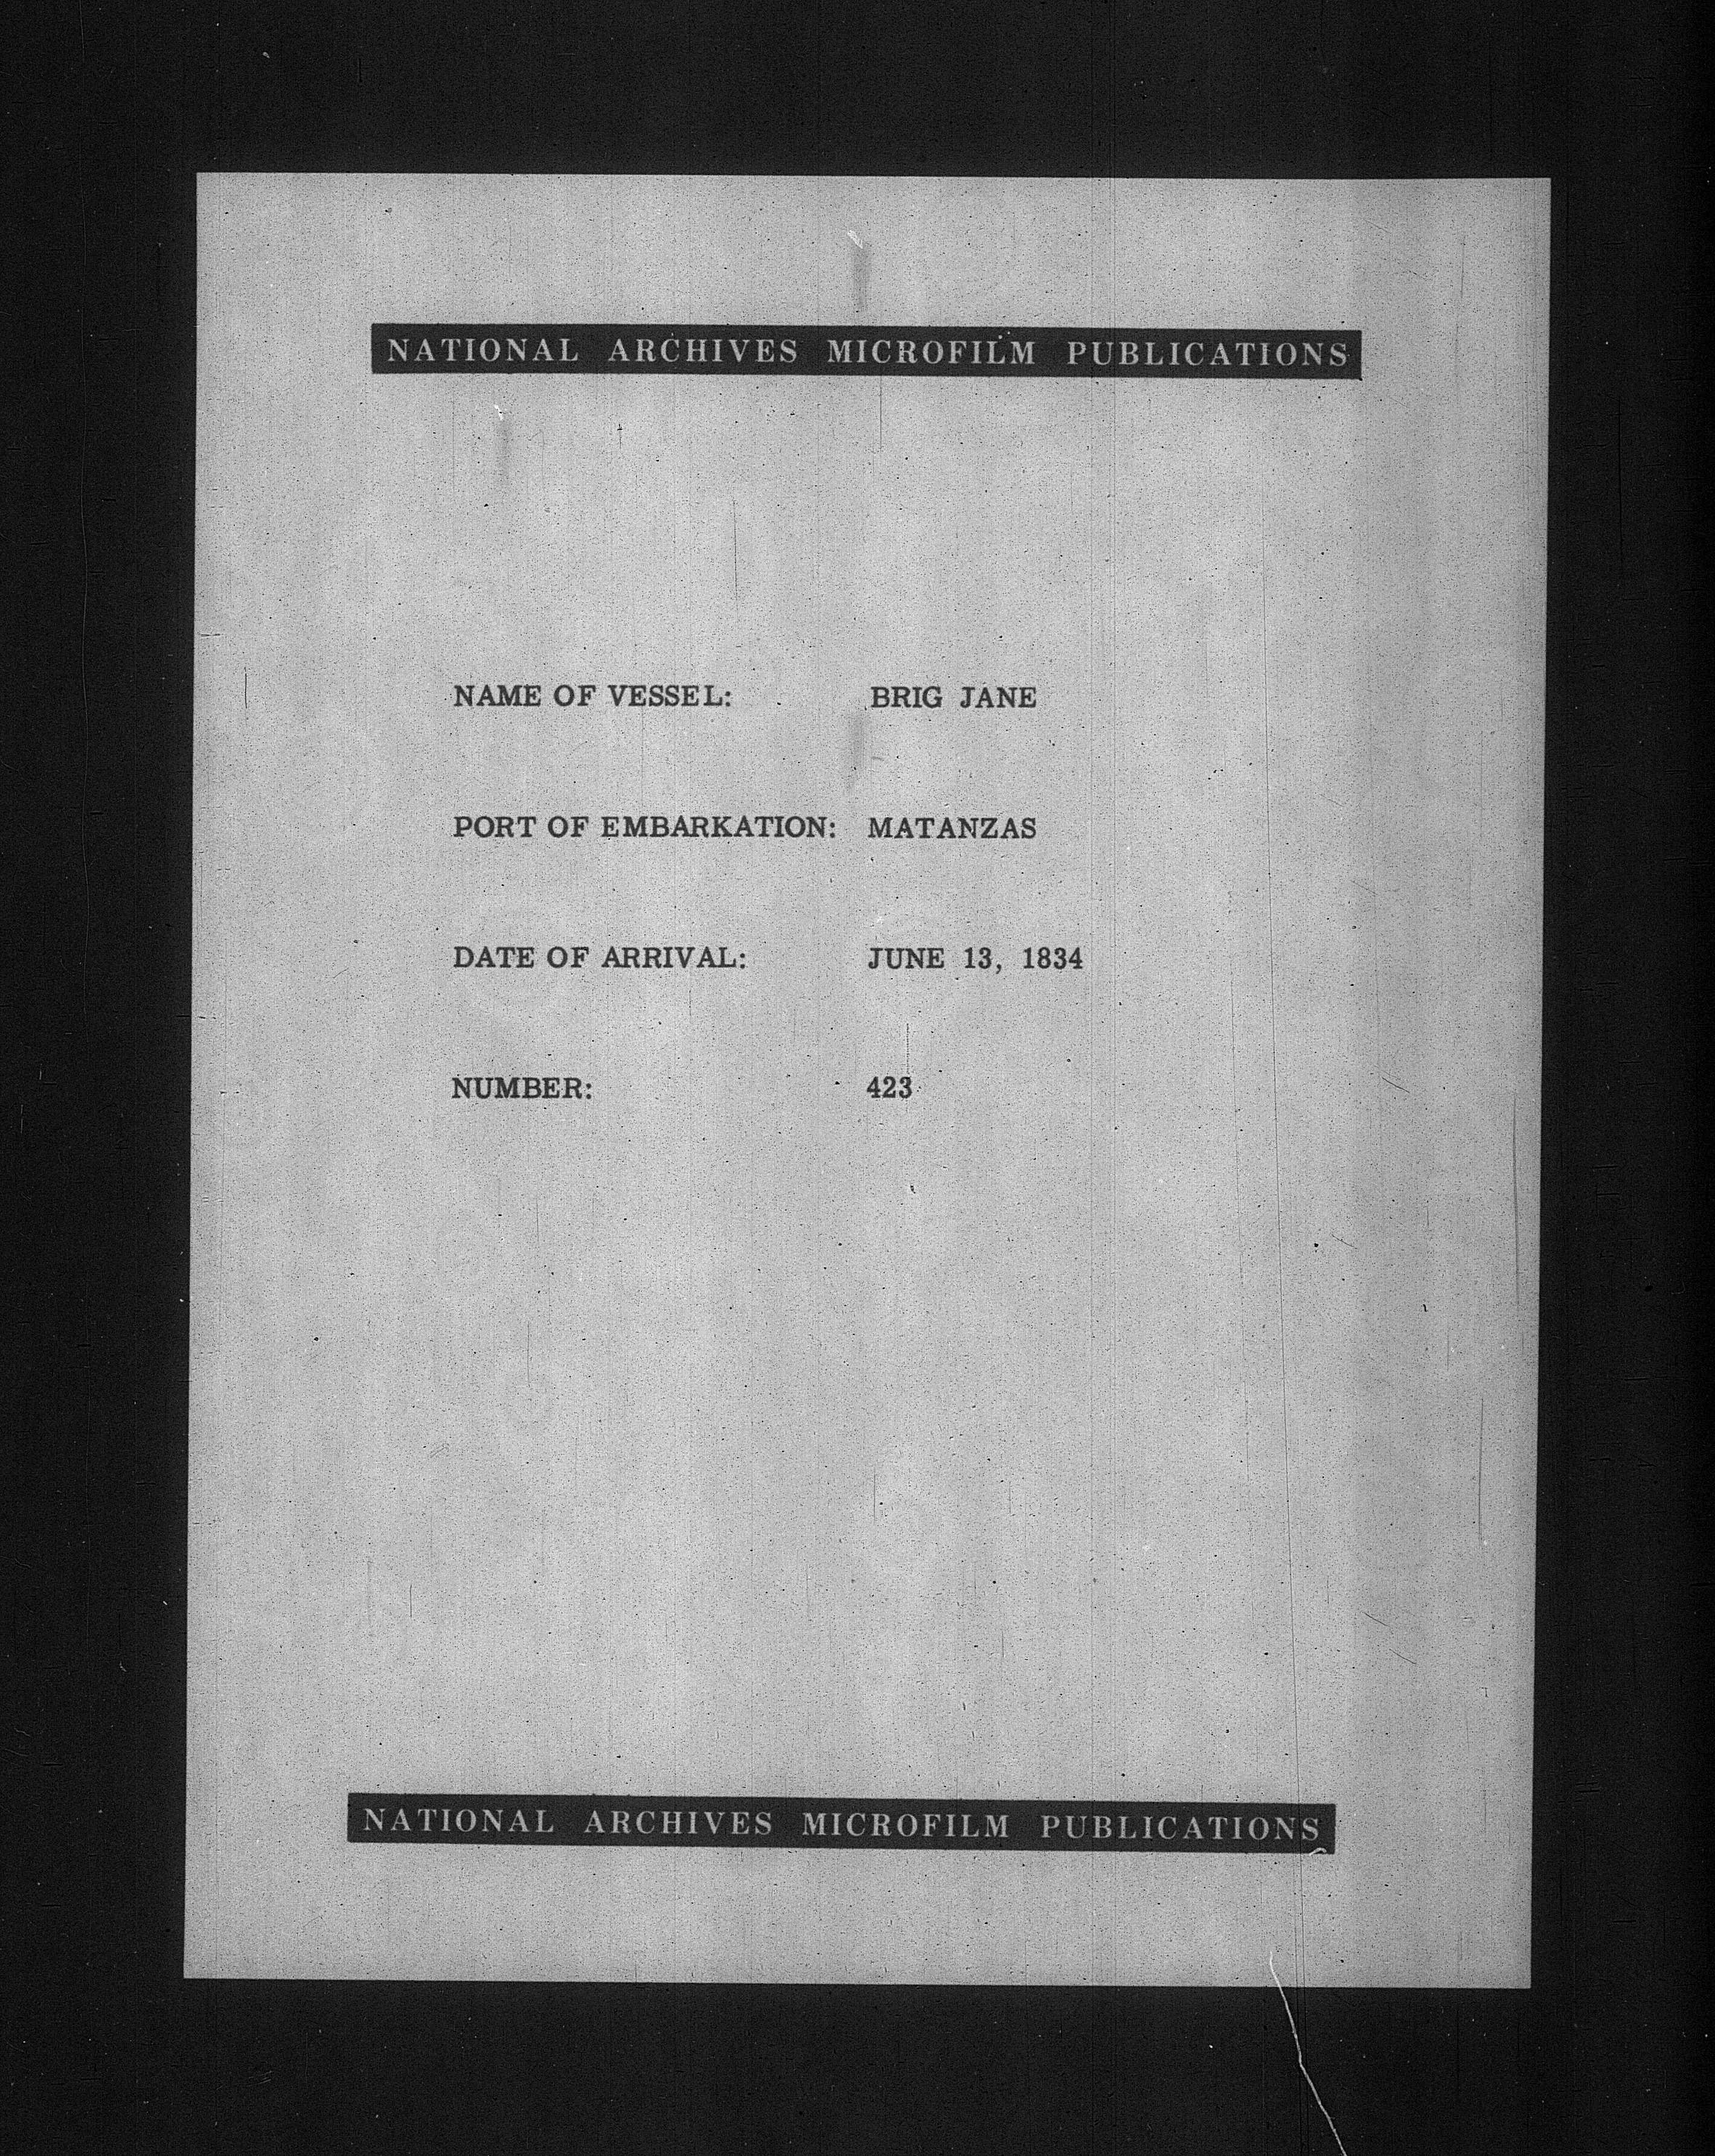 NATIONAL ARCHIVES MICROFILM PUBLICATIONS
NAME OF VESSEL: BRIG JANE
PORT OF EMBARKATION: MATANZAS
DATE OF ARRIVAL: JUNE 13, 1834
NUMBER: 423
NATIONAL ARCHIVES MICROFILM PUBLICATIONS